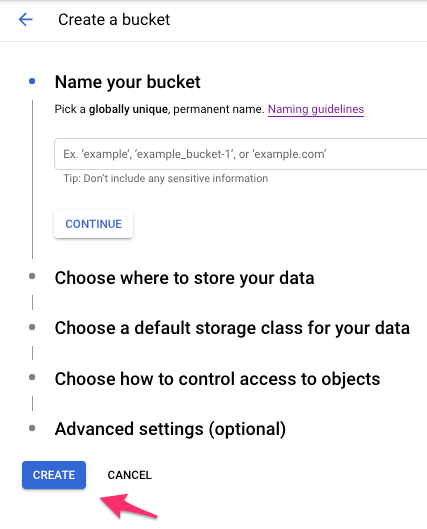 Create a bucket
Name your bucket
Pick a globally unique, permanent name. Naming guidelines
Ex. ‘example’, ‘example_bucket-1’, or ‘example.com’
Tip: Don’t include any sensitive information
CONTINUE
Choose where to store your data
Choose a default storage class for your data
Choose how to control access to objects
Advanced settings (optional)
CREATE CANCEL